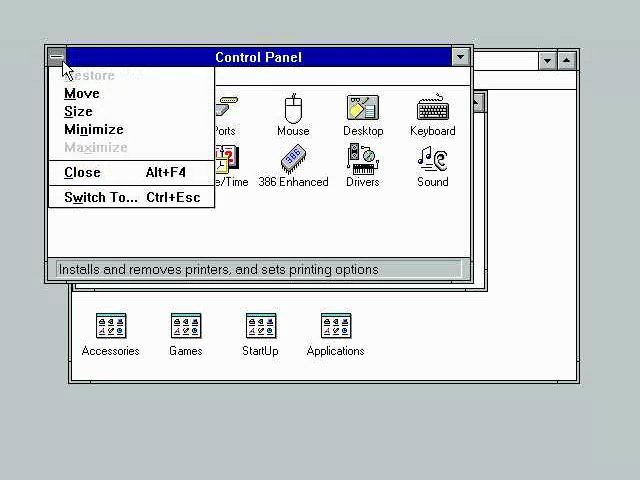 Control Panel
estore
Move
Size
Minimize
Maximize
Close Alt+F4
Switch To... Ctrl+Esc
Ports
Mouse
Desktop
Keyboard
e/Time
386 Enhanced
Drivers
Sound
Installs and removes printers, and sets printing options
Accessories
Games
StartUp
Applications